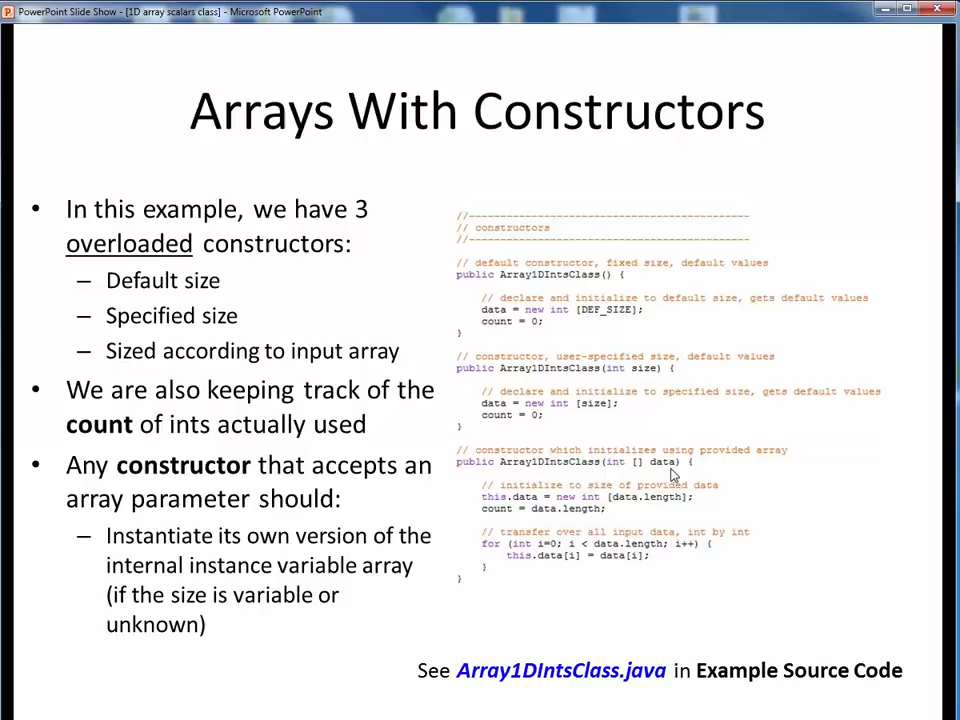 PowerPoint Slide Show - [1D array scalars class] - Microsoft PowerPoint
Arrays With Constructors
• In this example, we have 3
overloaded constructors:
– Default size
– Specified size
– Sized according to input array
• We are also keeping track of the
count of ints actually used
• Any constructor that accepts an
array parameter should:
– Instantiate its own version of the
internal instance variable array
(if the size is variable or
unknown)
//---------------------------------------------
// constructors
//---------------------------------------------
// default constructor, fixed size, default values
public Array1DIntsClass() {
// declare and initialize to default size, gets default values
data = new int [DEF_SIZE];
count = 0;
}
// constructor, user-specified size, default values
public Array1DIntsClass(int size) {
// declare and initialize to specified size, gets default values
data = new int [size];
count = 0;
}
// constructor which initializes using provided array
public Array1DIntsClass(int [] data) {
// initialize to size of provided data
this.data = new int [data.length];
count = data.length;
// transfer over all input data, int by int
for (int i=0; i < data.length; i++) {
this.data[i] = data[i];
}
}
See Array1DIntsClass.java in Example Source Code